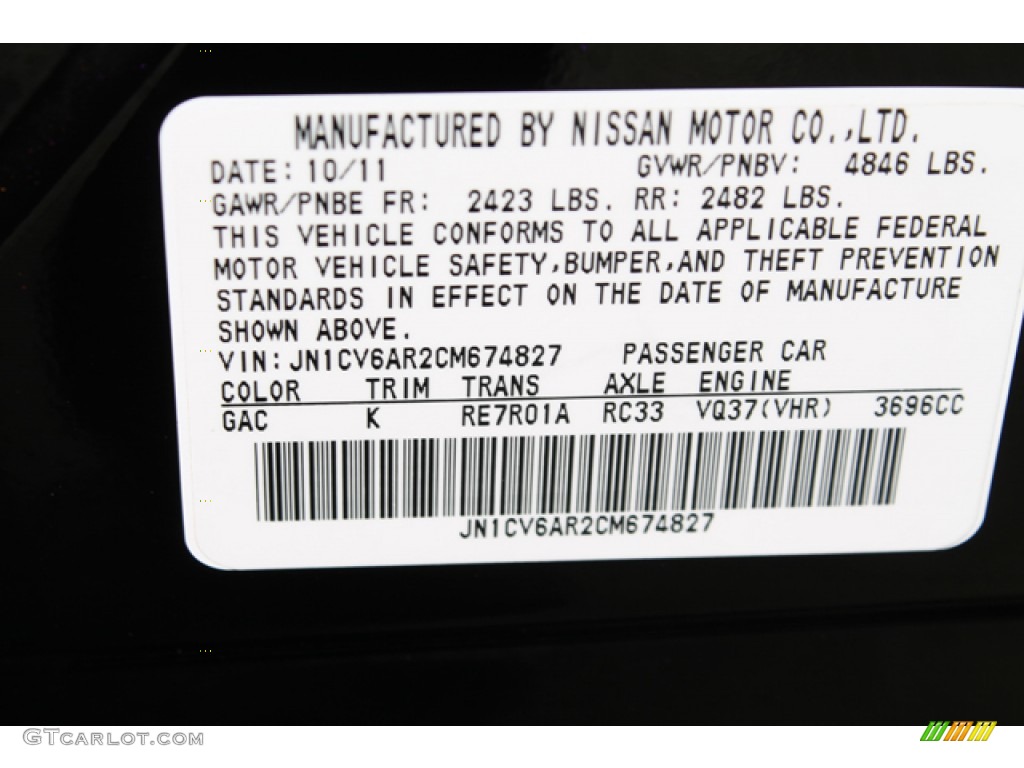 MANUFACTURED BY NISSAN MOTOR CO.,LTD.
DATE: 10/11 GVWR/PNBV: 4846 LBS.
GAWR/PNBE FR: 2423 LBS. RR: 2482 LBS.
THIS VEHICLE CONFORMS TO ALL APPLICABLE FEDERAL
MOTOR VEHICLE SAFETY,BUMPER,AND THEFT PREVENTION
STANDARDS IN EFFECT ON THE DATE OF MANUFACTURE
SHOWN ABOVE.
VIN: JN1CV6AR2CM674827 PASSENGER CAR
COLOR TRIM TRANS AXLE ENGINE
GAC K RE7R01A RC33 VQ37(VHR) 3696CC
JN1CV6AR2CM674827
GTCARLOT.COM